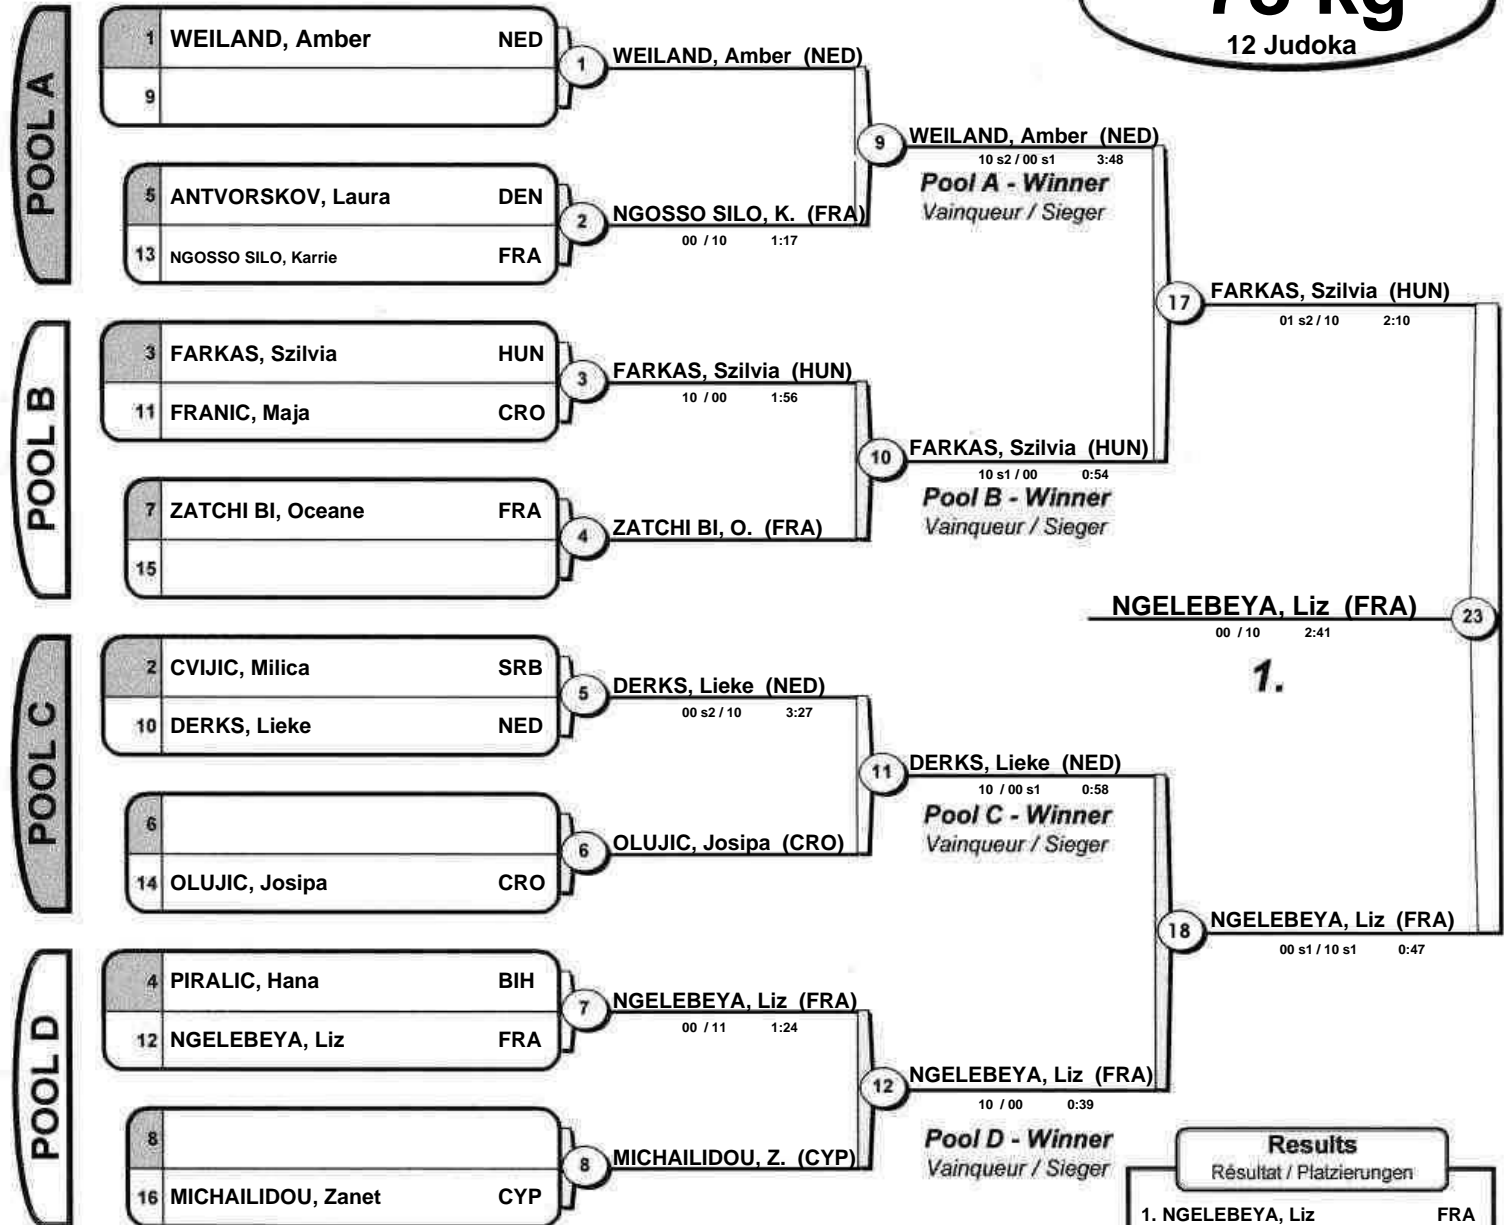 78 kg
12 Judoka
POOL A
1 WEILAND, Amber NED
9
1
WEILAND, Amber (NED)
5 ANTVORSKOV, Laura DEN
13 NGOSSO SILO, Karrie FRA
2
NGOSSO SILO, K. (FRA)
00 / 10 1:17
9
WEILAND, Amber (NED)
10 s2 / 00 s1 3:48
Pool A - Winner
Vainqueur / Sieger
POOL B
3 FARKAS, Szilvia HUN
11 FRANIC, Maja CRO
3
FARKAS, Szilvia (HUN)
10 / 00 1:56
7 ZATCHI BI, Oceane FRA
15
4
ZATCHI BI, O. (FRA)
10
FARKAS, Szilvia (HUN)
10 s1 / 00 0:54
Pool B - Winner
Vainqueur / Sieger
17
FARKAS, Szilvia (HUN)
01 s2 / 10 2:10
POOL C
2 CVIJIC, Milica SRB
10 DERKS, Lieke NED
5
DERKS, Lieke (NED)
00 s2 / 10 3:27
6
14 OLUJIC, Josipa CRO
6
OLUJIC, Josipa (CRO)
11
DERKS, Lieke (NED)
10 / 00 s1 0:58
Pool C - Winner
Vainqueur / Sieger
POOL D
4 PIRALIC, Hana BIH
12 NGELEBEYA, Liz FRA
7
NGELEBEYA, Liz (FRA)
00 / 11 1:24
8
16 MICHAILIDOU, Zanet CYP
8
MICHAILIDOU, Z. (CYP)
12
NGELEBEYA, Liz (FRA)
10 / 00 0:39
Pool D - Winner
Vainqueur / Sieger
18
NGELEBEYA, Liz (FRA)
00 s1 / 10 s1 0:47
NGELEBEYA, Liz (FRA)
00 / 10 2:41
23
1.
Results
Résultat / Platzierungen
1. NGELEBEYA, Liz FRA